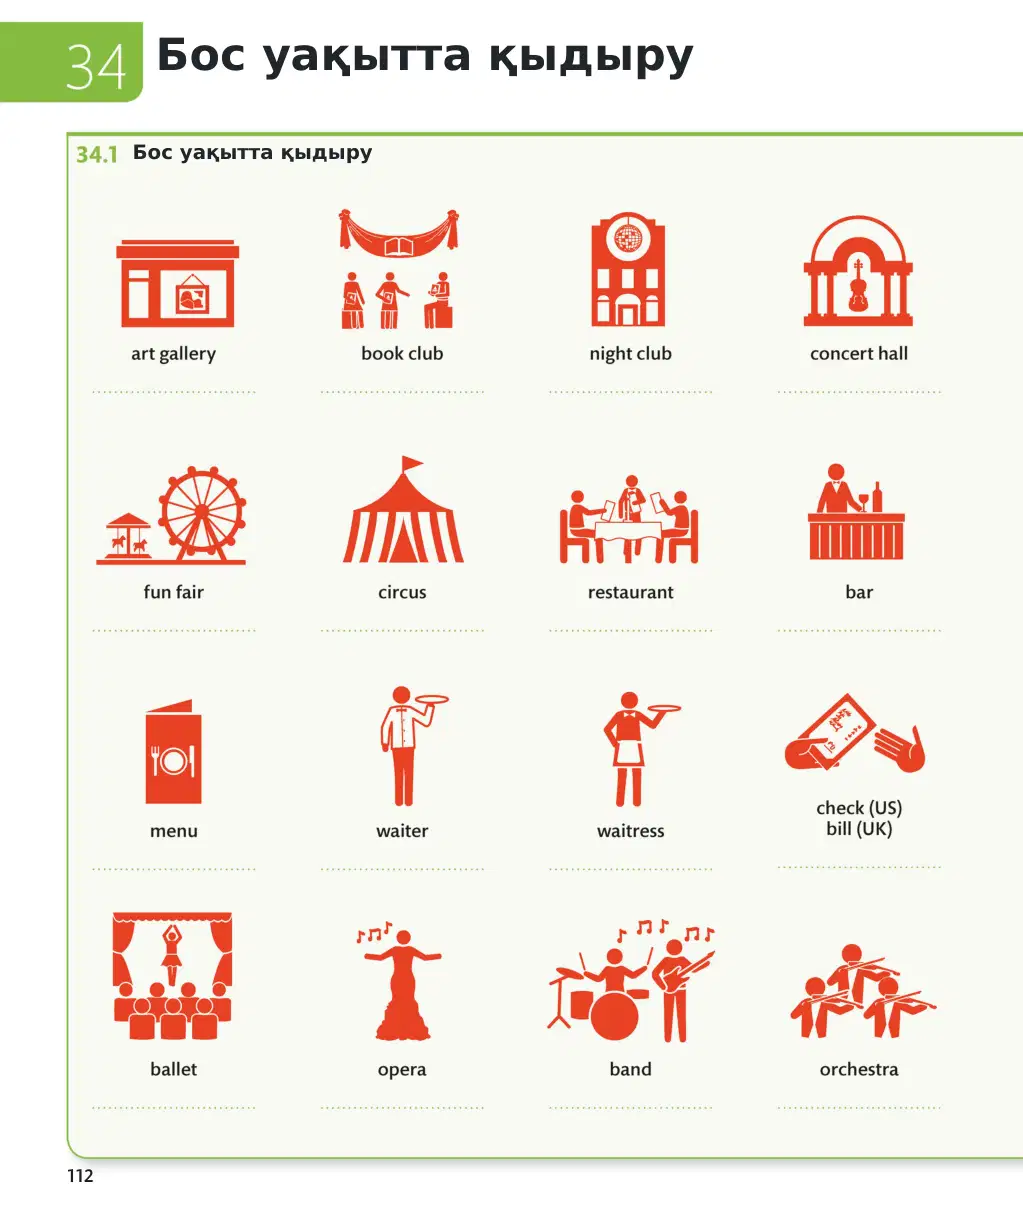 34 Бос уақытта қыдыру
34.1 Бос уақытта қыдыру
art gallery
book club
night club
concert hall
fun fair
circus
restaurant
bar
menu
waiter
waitress
check (US)
bill (UK)
ballet
opera
band
orchestra
112